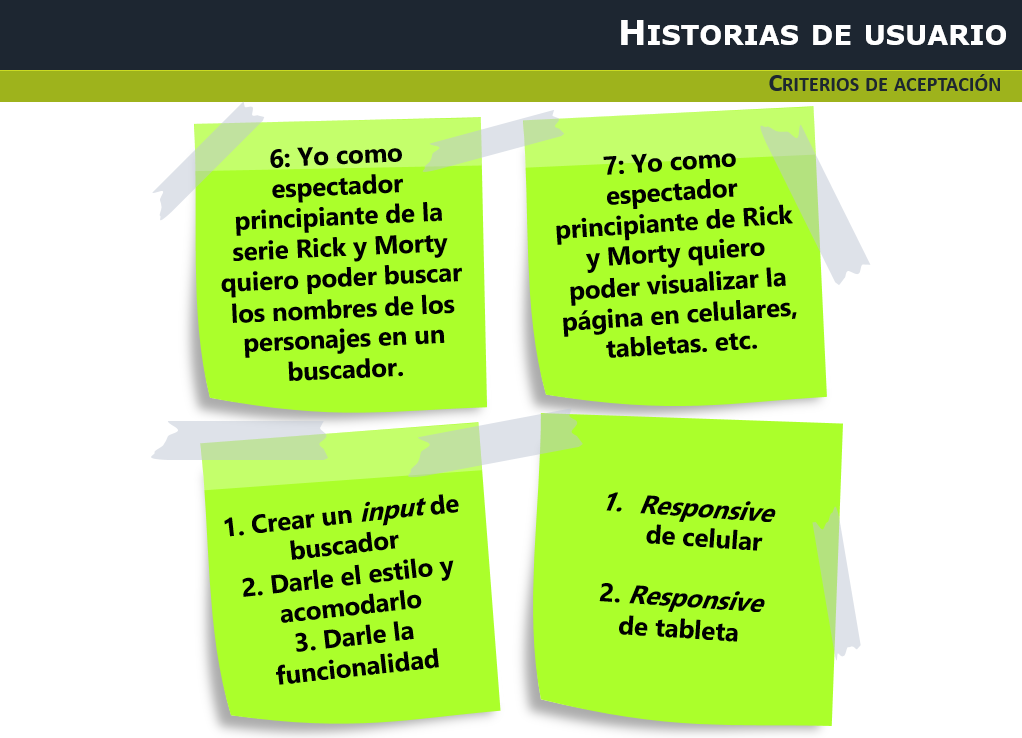 HISTORIAS DE USUARIO
CRITERIOS DE ACEPTACIÓN
6: Yo como
espectador
principiante de la
serie Rick y Morty
quiero poder buscar
los nombres de los
personajes en un
buscador.
7: Yo como
espectador
principiante de Rick
y Morty quiero
poder visualizar la
página en celulares,
tabletas. etc.
1. Crear un input de
buscador
2. Darle el estilo y
acomodarlo
3. Darle la
funcionalidad
1. Responsive
de celular
2. Responsive
de tableta